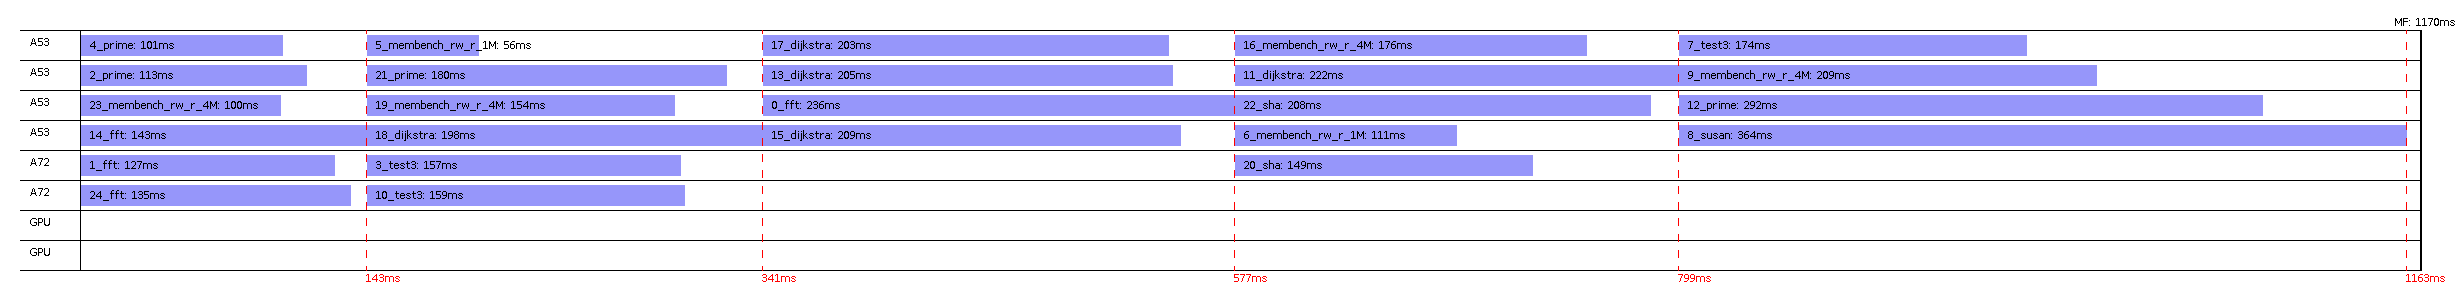 MF: 1170ms
A53 4_prime: 101ms 5_membench_rw_r_1M: 56ms 17_dijkstra: 203ms 16_membench_rw_r_4M: 176ms 7_test3: 174ms
A53 2_prime: 113ms 21_prime: 180ms 13_dijkstra: 205ms 11_dijkstra: 222ms 9_membench_rw_r_4M: 209ms
A53 23_membench_rw_r_4M: 100ms 19_membench_rw_r_4M: 154ms 0_fft: 236ms 22_sha: 208ms 12_prime: 292ms
A53 14_fft: 143ms 18_dijkstra: 198ms 15_dijkstra: 209ms 6_membench_rw_r_1M: 111ms 8_susan: 364ms
A72 1_fft: 127ms 3_test3: 157ms 20_sha: 149ms
A72 24_fft: 135ms 10_test3: 159ms
GPU
GPU
143ms 341ms 577ms 799ms 1163ms